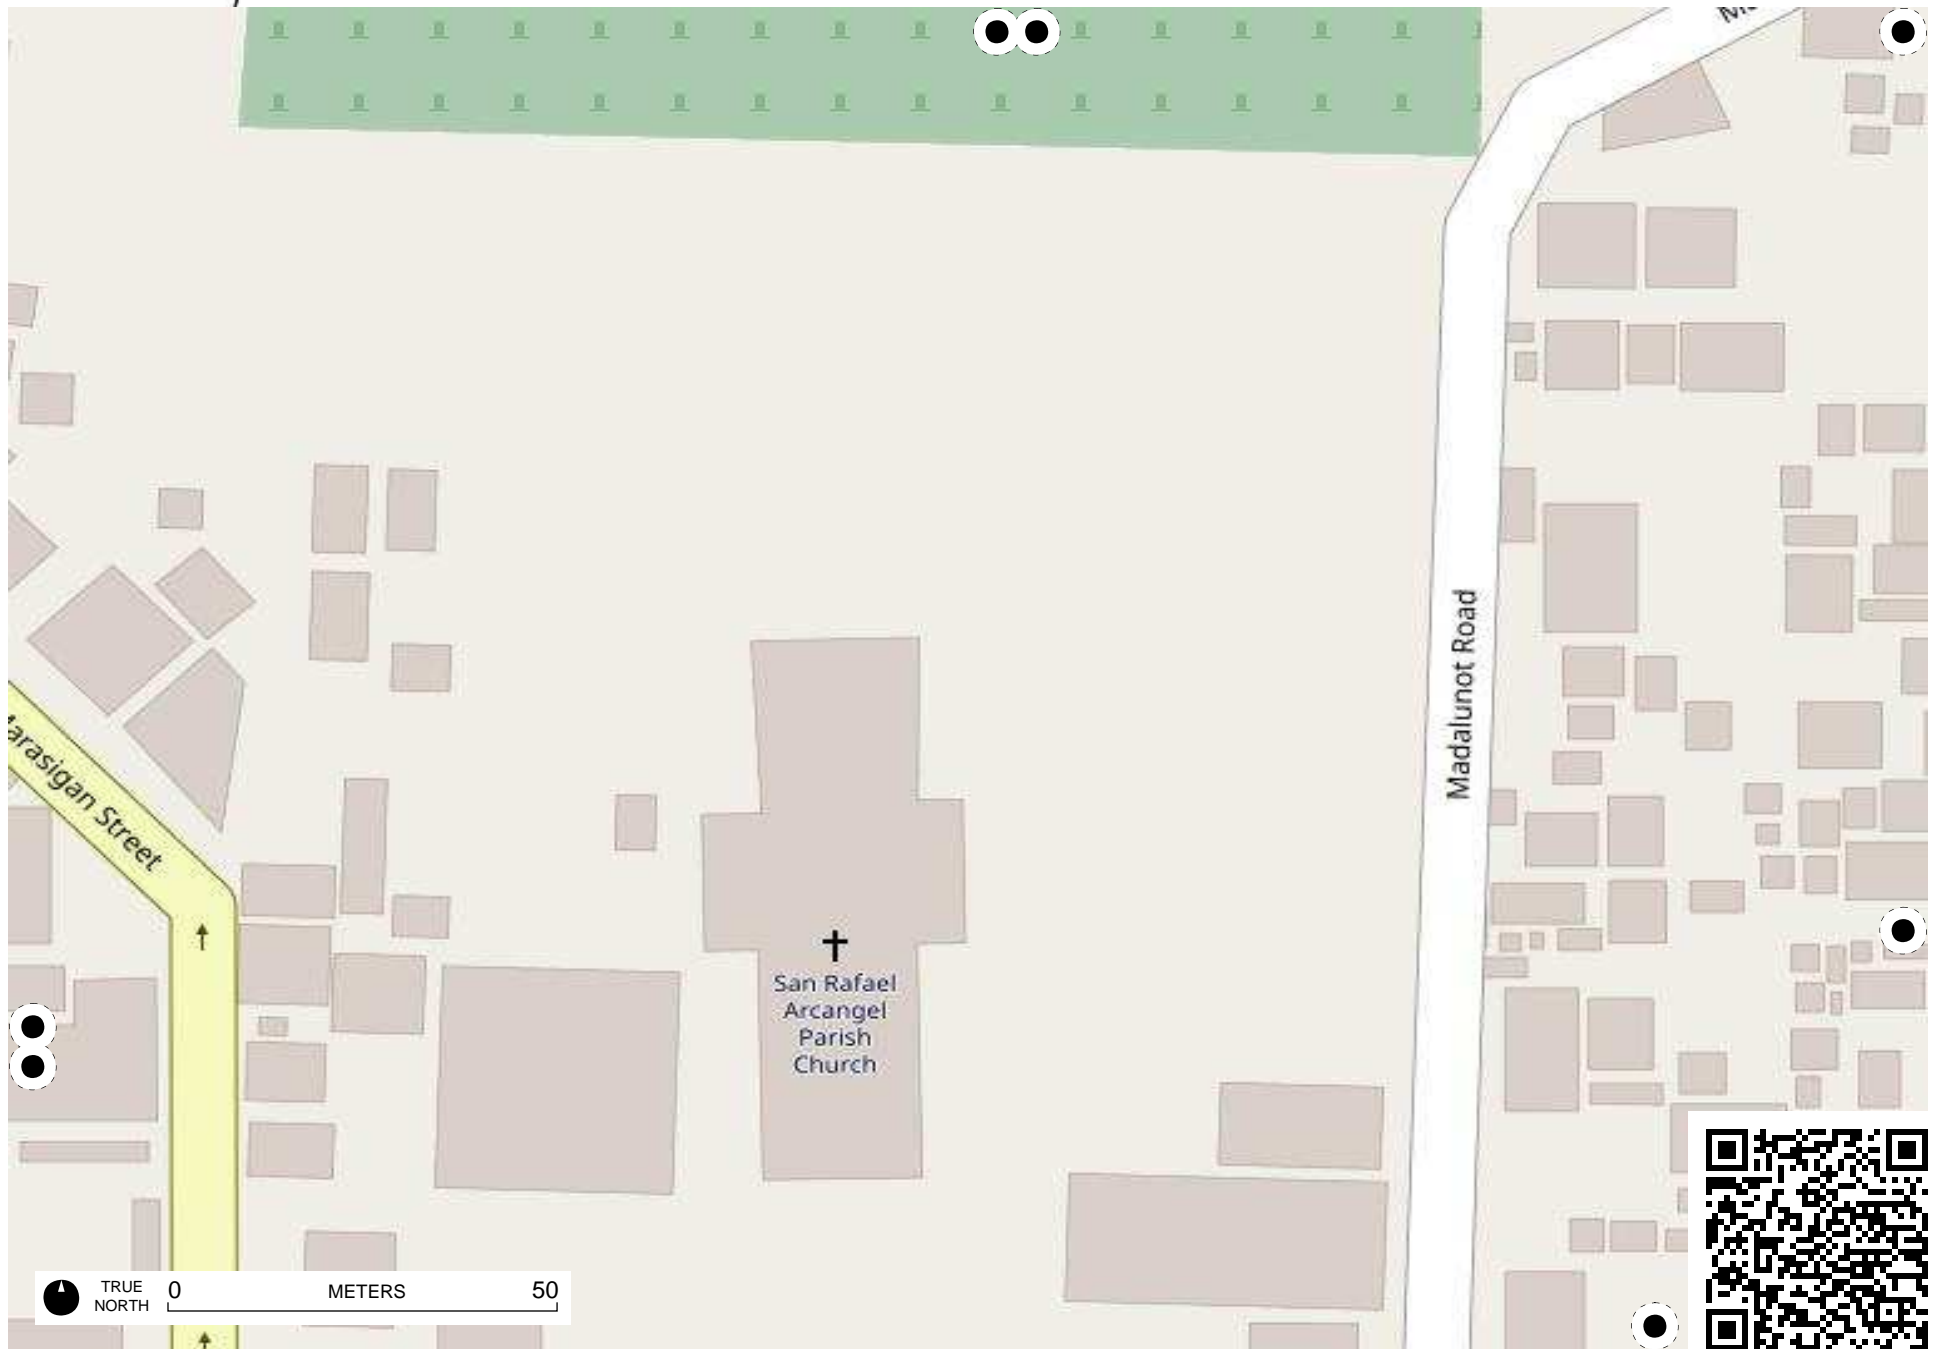 Madalunot Road
arasigan Street
San Rafael
Arcangel
Parish
Church
TRUE
NORTH
0 METERS 50